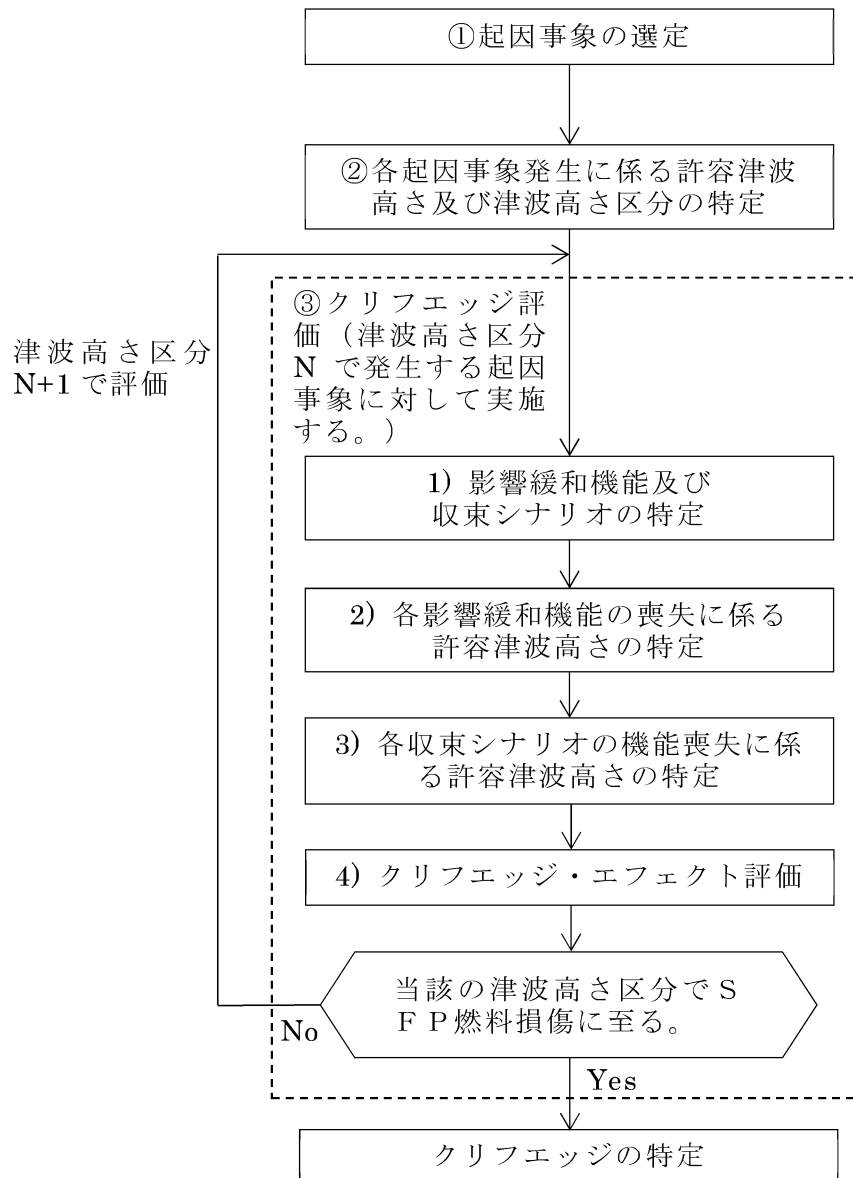 ①起因事象の選定
②各起因事象発生に係る許容津波
高さ及び津波高さ区分の特定
③クリフエッジ評
価（津波高さ区分
N で発生する起因
事象に対して実施
する。）
津波高さ区分
N+1 で評価
1) 影響緩和機能及び
収束シナリオの特定
2) 各影響緩和機能の喪失に係る
許容津波高さの特定
3) 各収束シナリオの機能喪失に係
る許容津波高さの特定
4) クリフエッジ・エフェクト評価
当該の津波高さ区分でＳ
ＦＰ燃料損傷に至る。
No
Yes
クリフエッジの特定